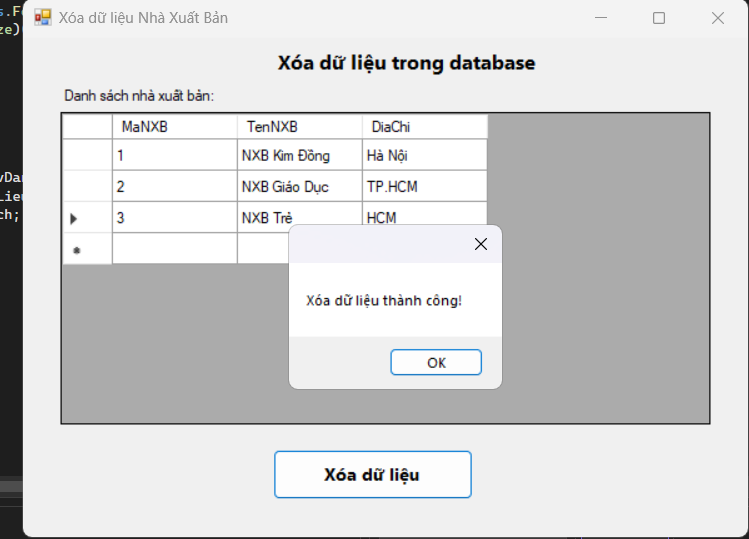 s.F
Xóa dữ liệu Nhà Xuất Bản
ze)
Xóa dữ liệu trong database
Danh sách nhà xuất bản:
MaNXB TenNXB DiaChi
1 NXB Kim Đồng Hà Nội
vDan
2 NXB Giáo Dục TP.HCM
Lieu
3 NXB Trẻ HCM
ch;
Xóa dữ liệu thành công!
OK
Xóa dữ liệu